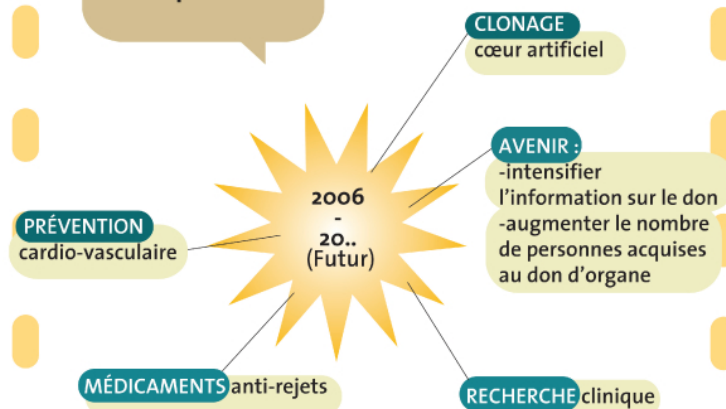 CLONAGE
cœur artificiel
AVENIR :
-intensifier
l'information sur le don
-augmenter le nombre
de personnes acquises
au don d'organe
2006
-
20..
(Futur)
PRÉVENTION
cardio-vasculaire
MÉDICAMENTS anti-rejets
RECHERCHE clinique